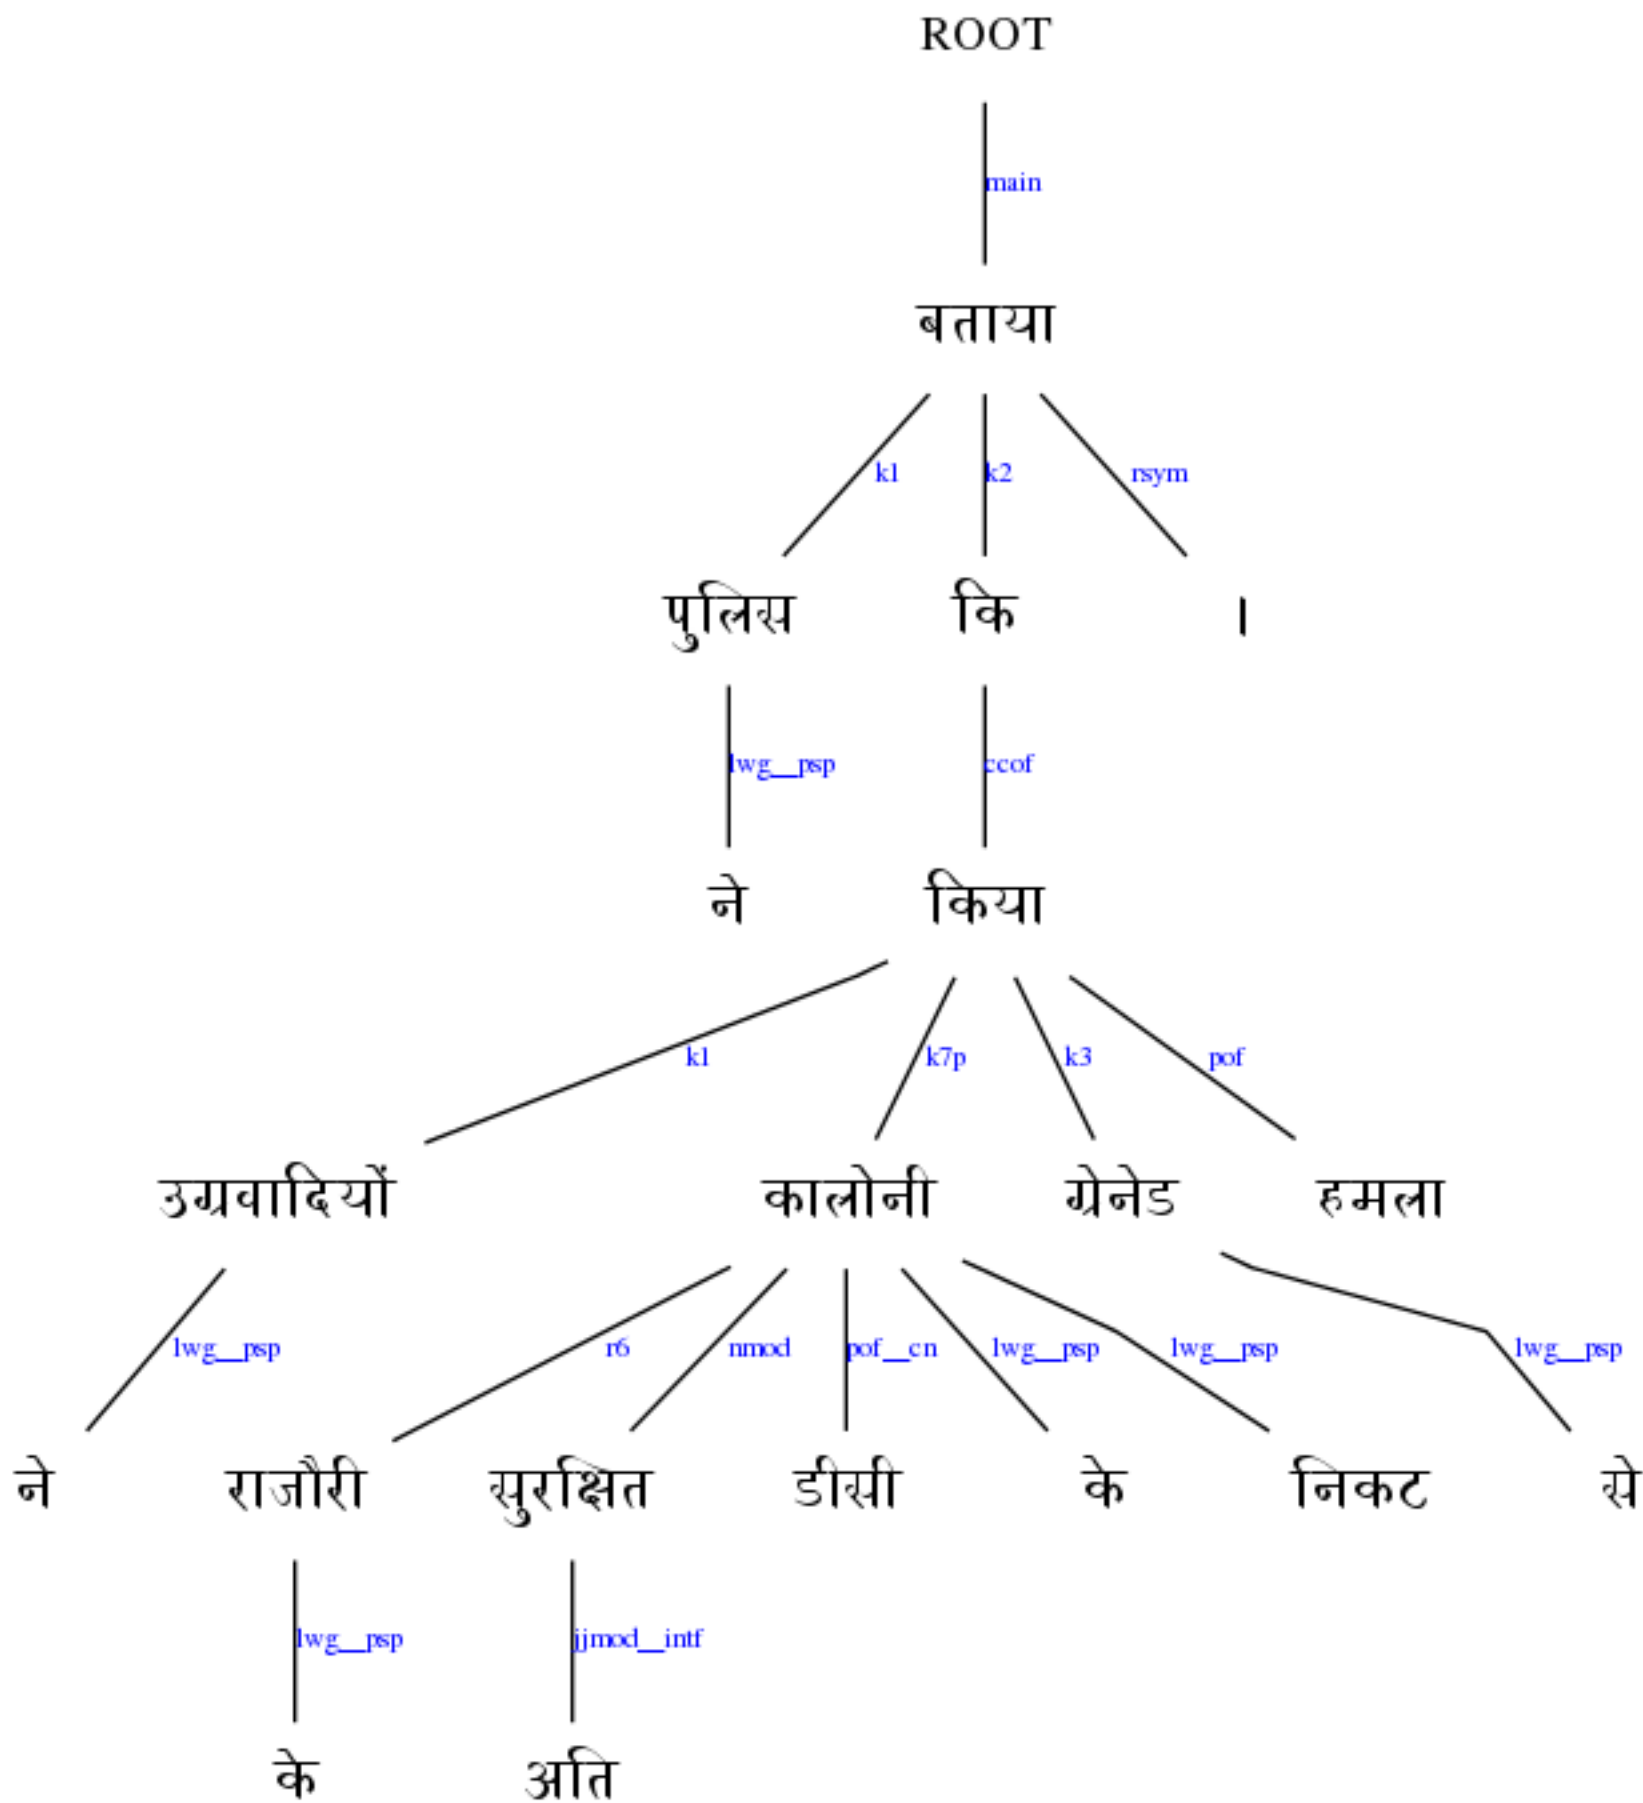 ROOT
main
बताया
k1 k2 rsym
पुलिस कि ।
lwg__psp ccof
ने किया
k1 k7p k3 pof
उग्रवादियों कालोनी ग्रेनेड हमला
lwg__psp r6 nmod pof__cn lwg__psp lwg__psp lwg__psp
ने राजौरी सुरक्षित डीसी के निकट से
lwg__psp jjmod__intf
के अति